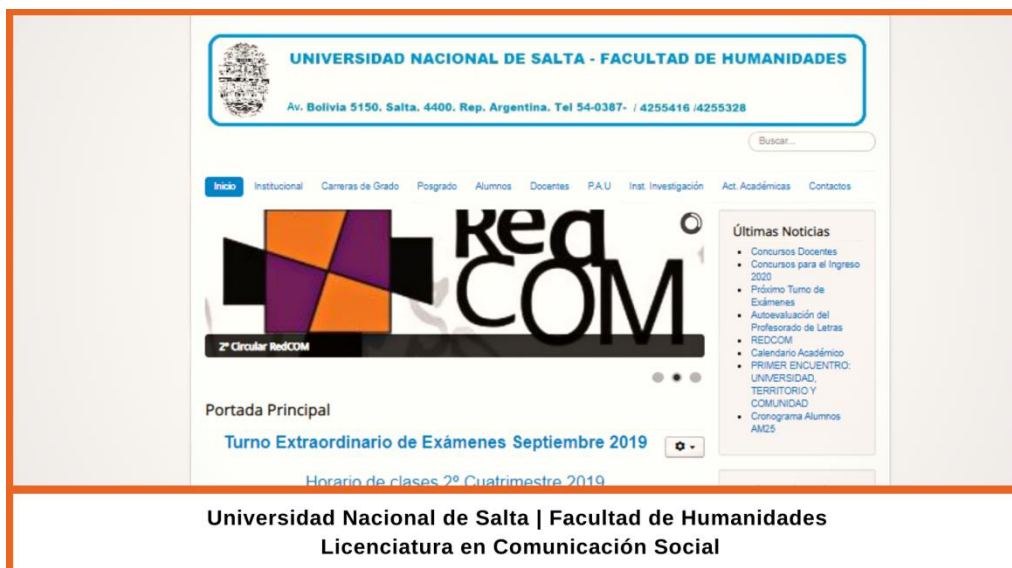 UNIVERSIDAD NACIONAL DE SALTA - FACULTAD DE HUMANIDADES
Av. Bolivia 5150. Salta. 4400. Rep. Argentina. Tel 54-0387- / 4255416 /4255328
Buscar...
Inicio Institucional Carreras de Grado Posgrado Alumnos Docentes P.A.U Inst. Investigación Act. Académicas Contactos
Red
COM
2° Circular RedCOM
Últimas Noticias
Concursos Docentes
Concursos para el Ingreso
2020
Próximo Turno de
Exámenes
Autoevaluación del
Profesorado de Letras
REDCOM
Calendario Académico
PRIMER ENCUENTRO:
UNIVERSIDAD,
TERRITORIO Y
COMUNIDAD
Cronograma Alumnos
AM25
Portada Principal
Turno Extraordinario de Exámenes Septiembre 2019
Horario de clases 2º Cuatrimestre 2019
Universidad Nacional de Salta | Facultad de Humanidades
Licenciatura en Comunicación Social